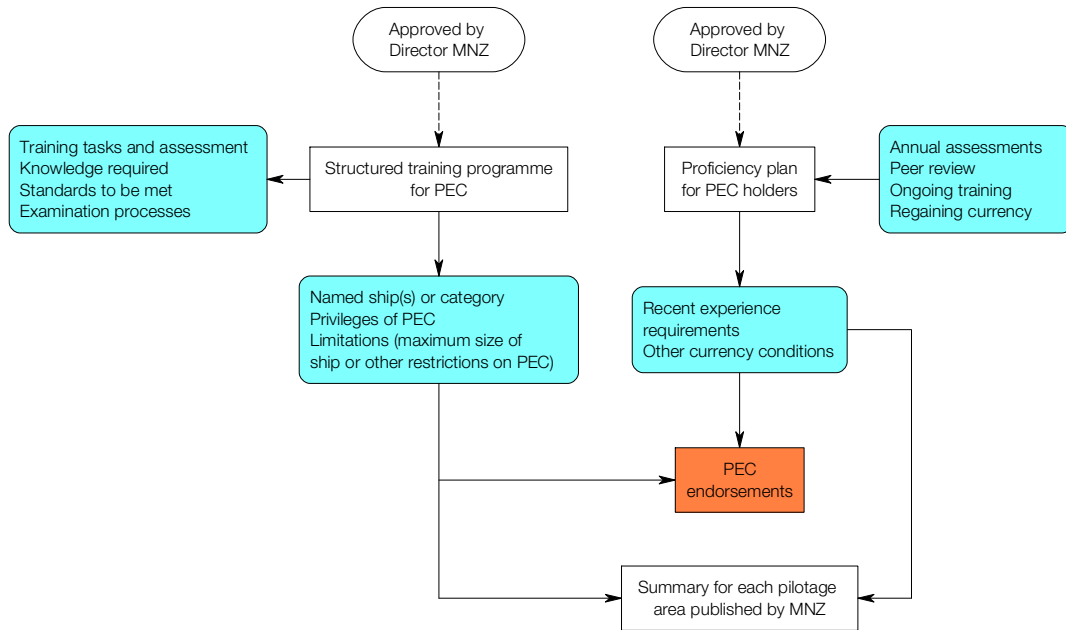 Approved by
Director MNZ
Approved by
Director MNZ
Training tasks and assessment
Knowledge required
Standards to be met
Examination processes
Structured training programme
for PEC
Proficiency plan
for PEC holders
Annual assessments
Peer review
Ongoing training
Regaining currency
Named ship(s) or category
Privileges of PEC
Limitations (maximum size of
ship or other restrictions on PEC)
Recent experience
requirements
Other currency conditions
PEC
endorsements
Summary for each pilotage
area published by MNZ